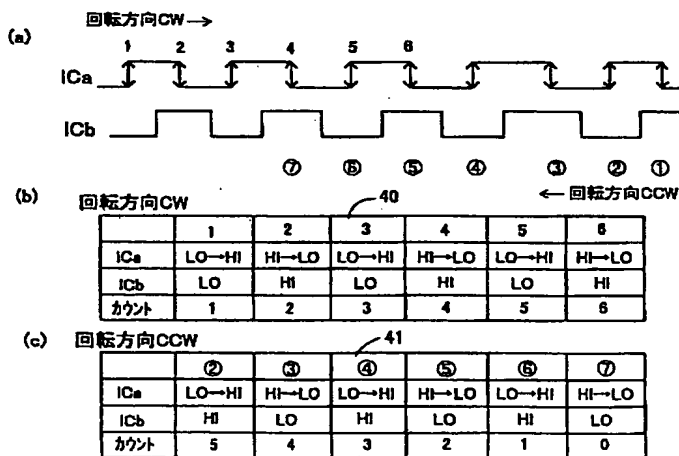 回転方向CW →
(a)
1 2 3 4 5 6
ICa
ICb
⑦ ⑥ ⑤ ④ ③ ② ①
← 回転方向CCW
(b) 回転方向CW 40
1 2 3 4 5 6
ICa LO→HI HI→LO LO→HI HI→LO LO→HI HI→LO
ICb LO HI LO HI LO HI
カウント 1 2 3 4 5 6
(c) 回転方向CCW 41
② ③ ④ ⑤ ⑥ ⑦
ICa LO→HI HI→LO LO→HI HI→LO LO→HI HI→LO
ICb HI LO HI LO HI LO
カウント 5 4 3 2 1 0